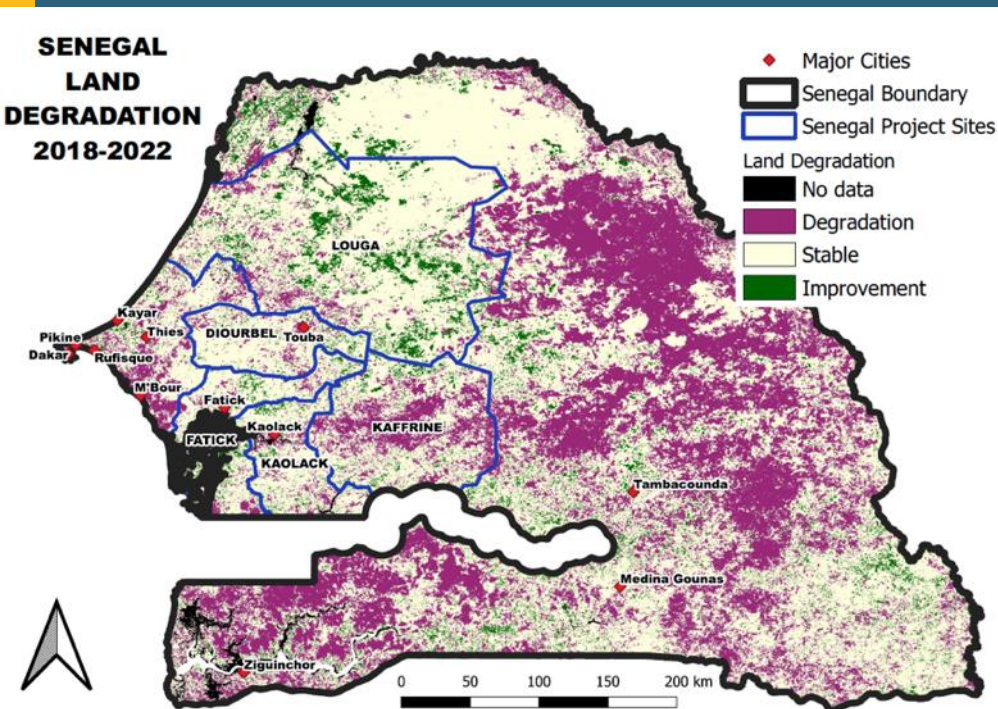 SENEGAL
LAND
DEGRADATION
2018-2022
Major Cities
Senegal Boundary
Senegal Project Sites
Land Degradation
No data
Degradation
Stable
Improvement
LOUGA
Kayar
Thies
DIOURBEL
Touba
Pikine
Dakar
Rufisque
M'Bour
Fatick
FATICK
Kaolack
KAOLACK
KAFFRINE
Tambacounda
Medina Gounas
Ziguinchor
0 50 100 150 200 km